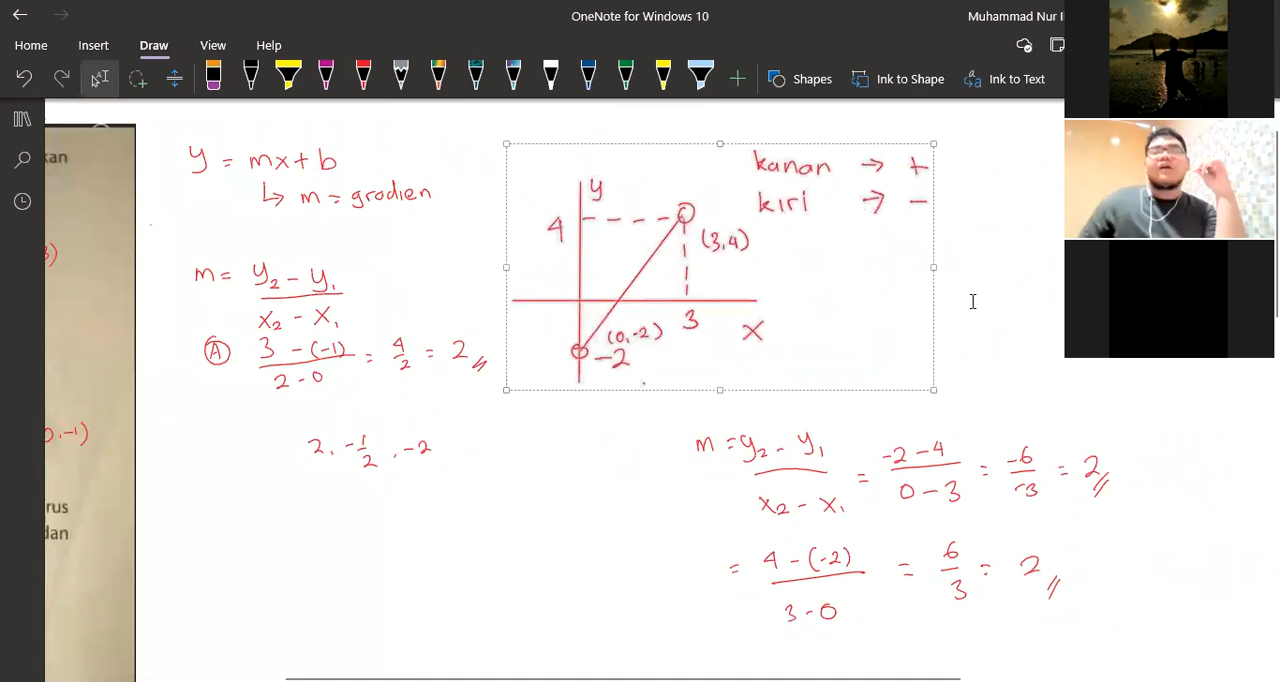 OneNote for Windows 10
Muhammad Nur I
Home Insert Draw View Help
Shapes Ink to Shape Ink to Text
kan
3)
0,-1)
rus
dan
y = mx + b
↳ m = grodien
m = y₂ - y₁
x₂ - x₁
Ⓐ 3 - (-1) = 4 = 2 //
2 - 0 2
2, -1/2, -2
kanan → +
kiri → -
y
4
(3,4)
3
x
(0,-2)
-2
m = y₂ - y₁ = -2 - 4 = -6 = 2 //
x₂ - x₁ 0 - 3 -3
= 4 - (-2) = 6 = 2 //
3 - 0 3